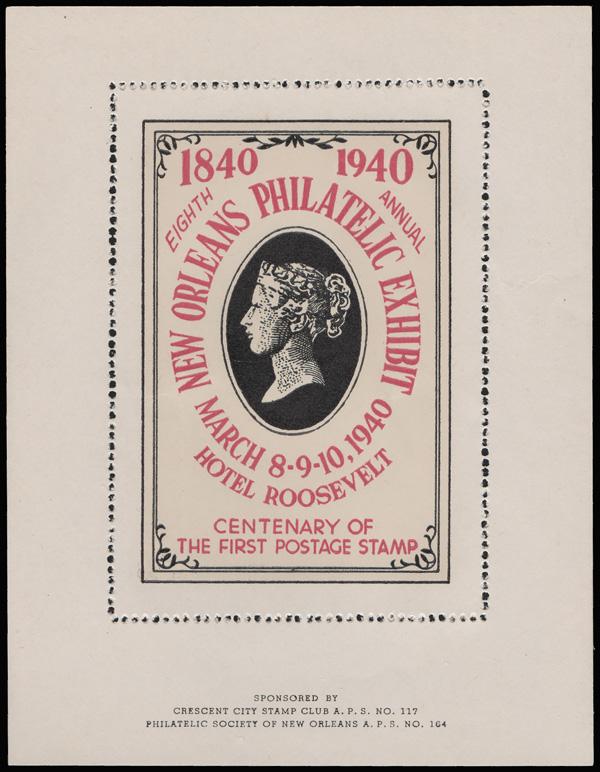 1840 1940
EIGHTH ANNUAL
NEW ORLEANS PHILATELIC EXHIBIT
MARCH 8-9-10, 1940
HOTEL ROOSEVELT
CENTENARY OF
THE FIRST POSTAGE STAMP
SPONSORED BY
CRESCENT CITY STAMP CLUB A. P. S. NO. 117
PHILATELIC SOCIETY OF NEW ORLEANS A. P. S. NO. 164